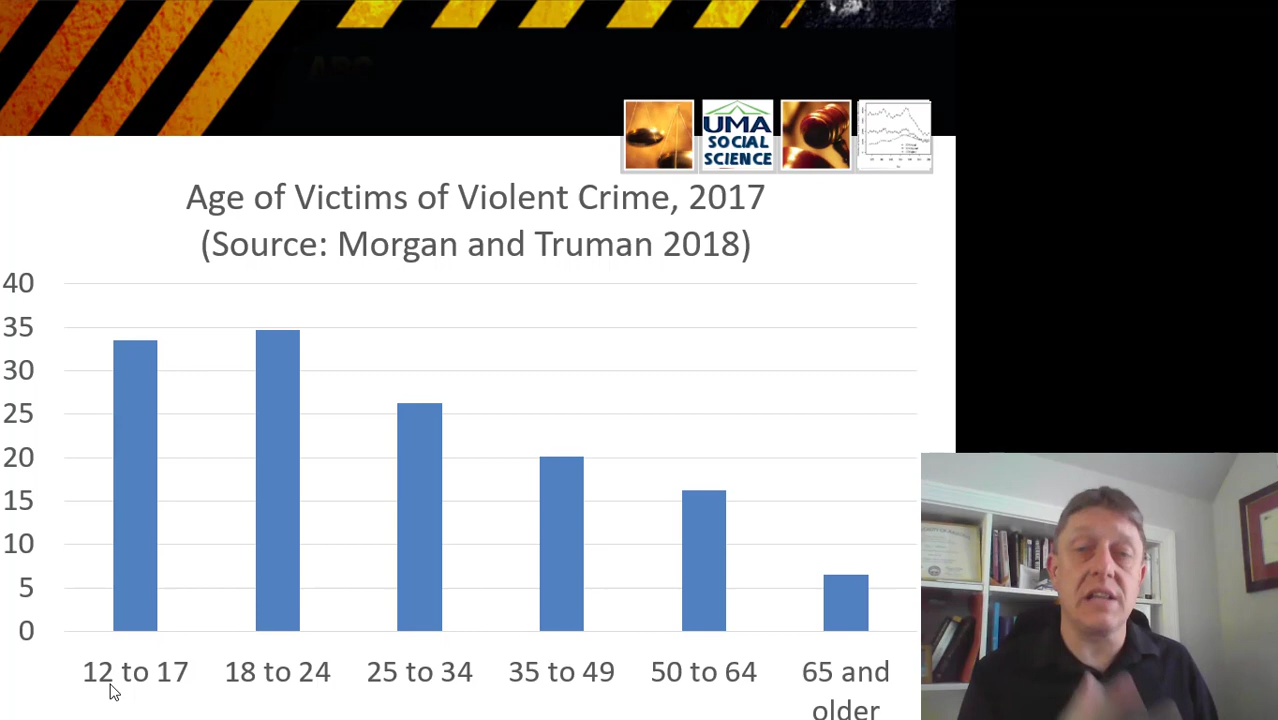 UMA
SOCIAL
SCIENCE
Age of Victims of Violent Crime, 2017
(Source: Morgan and Truman 2018)
40
35
30
25
20
15
10
5
0
12 to 17
18 to 24
25 to 34
35 to 49
50 to 64
65 and
older